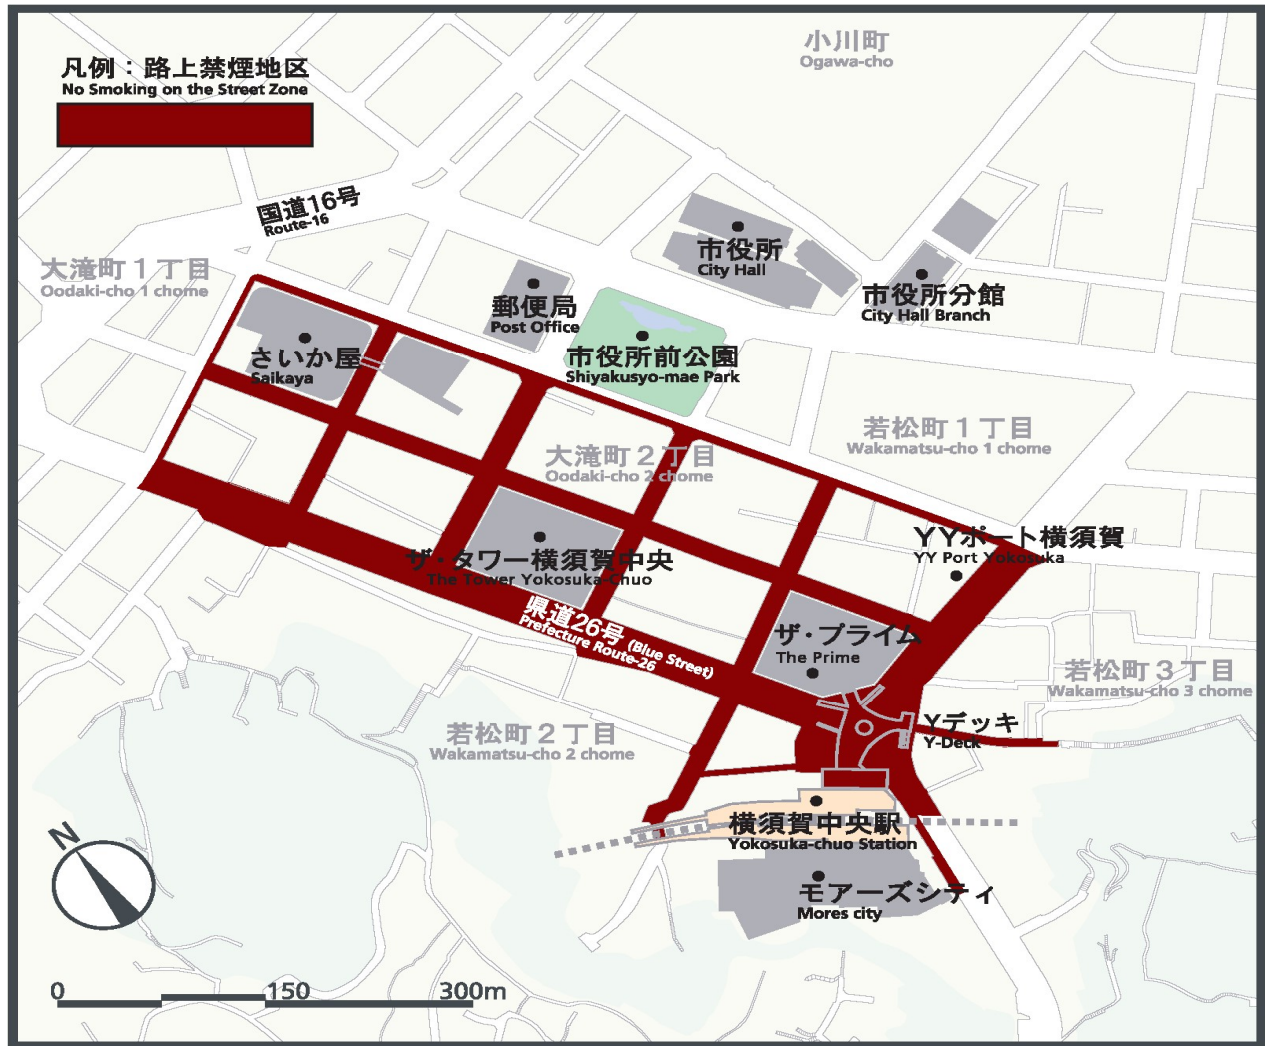 凡例：路上禁煙地区
No Smoking on the Street Zone
小川町
Ogawa-cho
国道16号
Route-16
大滝町１丁目
Oodaki-cho 1 chome
市役所
City Hall
市役所分館
City Hall Branch
郵便局
Post Office
市役所前公園
Shiyakusyo-mae Park
さいか屋
Saikaya
若松町１丁目
Wakamatsu-cho 1 chome
大滝町２丁目
Oodaki-cho 2 chome
YYポート横須賀
YY Port Yokosuka
ザ・タワー横須賀中央
The Tower Yokosuka-Chuo
県道26号 (Blue Street)
Prefecture Route-26
ザ・プライム
The Prime
若松町３丁目
Wakamatsu-cho 3 chome
Yデッキ
Y-Deck
若松町２丁目
Wakamatsu-cho 2 chome
横須賀中央駅
Yokosuka-chuo Station
モアーズシティ
Mores city
N
0 150 300m